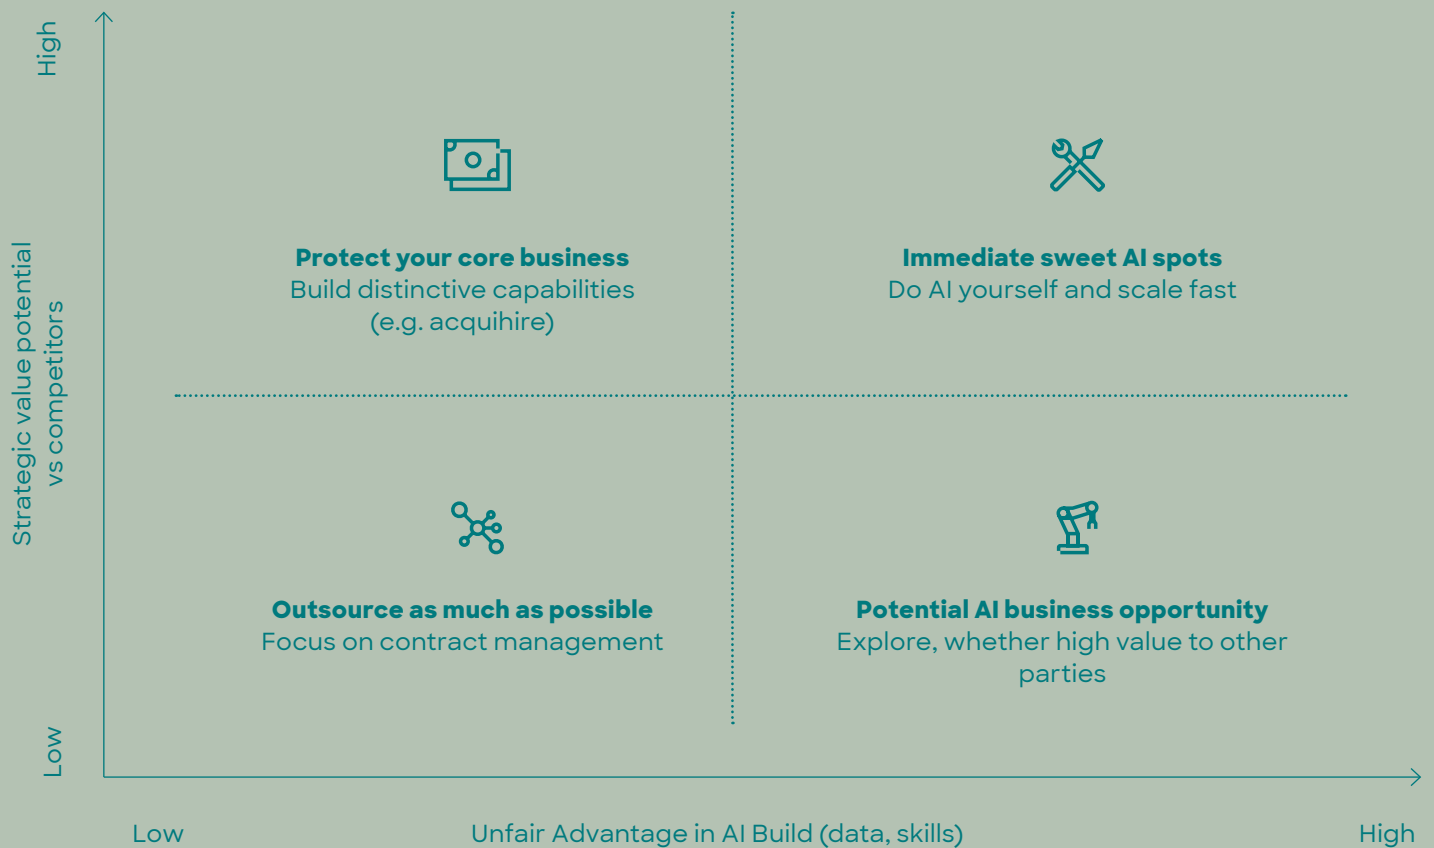 High
Protect your core business
Build distinctive capabilities
(e.g. acquihire)
Immediate sweet AI spots
Do AI yourself and scale fast
Strategic value potential
vs competitors
Outsource as much as possible
Focus on contract management
Potential AI business opportunity
Explore, whether high value to other
parties
Low
Low
Unfair Advantage in AI Build (data, skills)
High